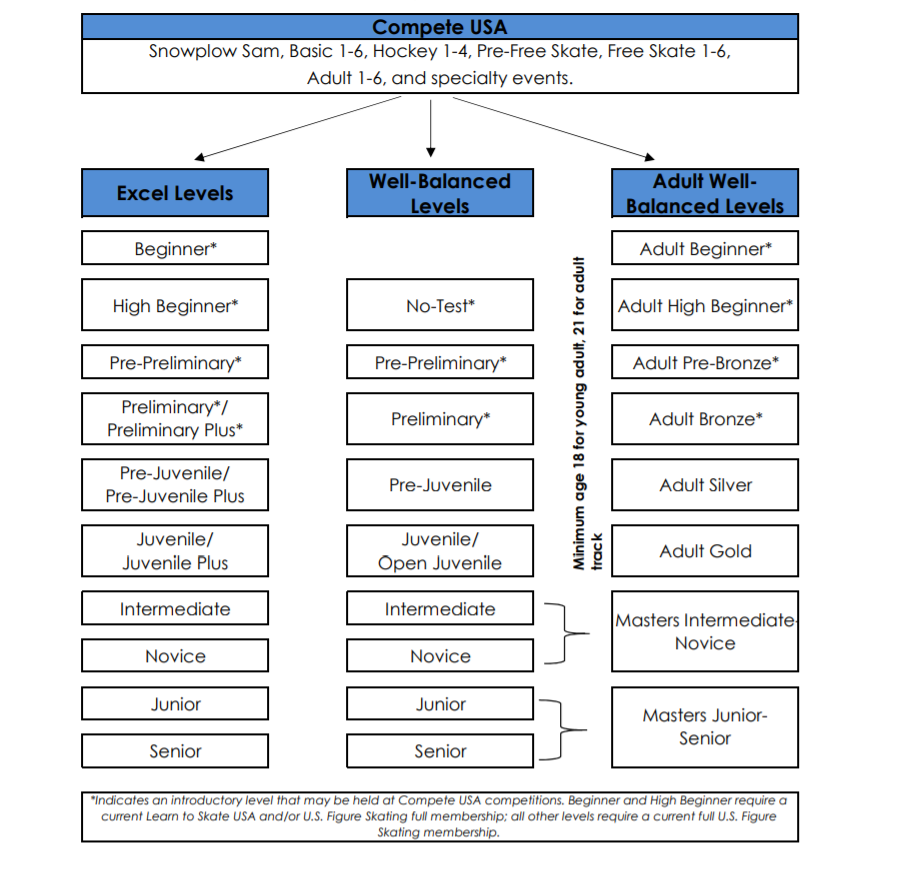 Compete USA
Snowplow Sam, Basic 1-6, Hockey 1-4, Pre-Free Skate, Free Skate 1-6,
Adult 1-6, and specialty events.
Excel Levels
Beginner*
High Beginner*
Pre-Preliminary*
Preliminary*/
Preliminary Plus*
Pre-Juvenile/
Pre-Juvenile Plus
Juvenile/
Juvenile Plus
Intermediate
Novice
Junior
Senior
Well-Balanced
Levels
No-Test*
Pre-Preliminary*
Preliminary*
Pre-Juvenile
Juvenile/
Open Juvenile
Intermediate
Novice
Junior
Senior
Minimum age 18 for young adult, 21 for adult
track
Adult Well-
Balanced Levels
Adult Beginner*
Adult High Beginner*
Adult Pre-Bronze*
Adult Bronze*
Adult Silver
Adult Gold
Masters Intermediate-
Novice
Masters Junior-
Senior
*Indicates an introductory level that may be held at Compete USA competitions. Beginner and High Beginner require a
current Learn to Skate USA and/or U.S. Figure Skating full membership; all other levels require a current full U.S. Figure
Skating membership.